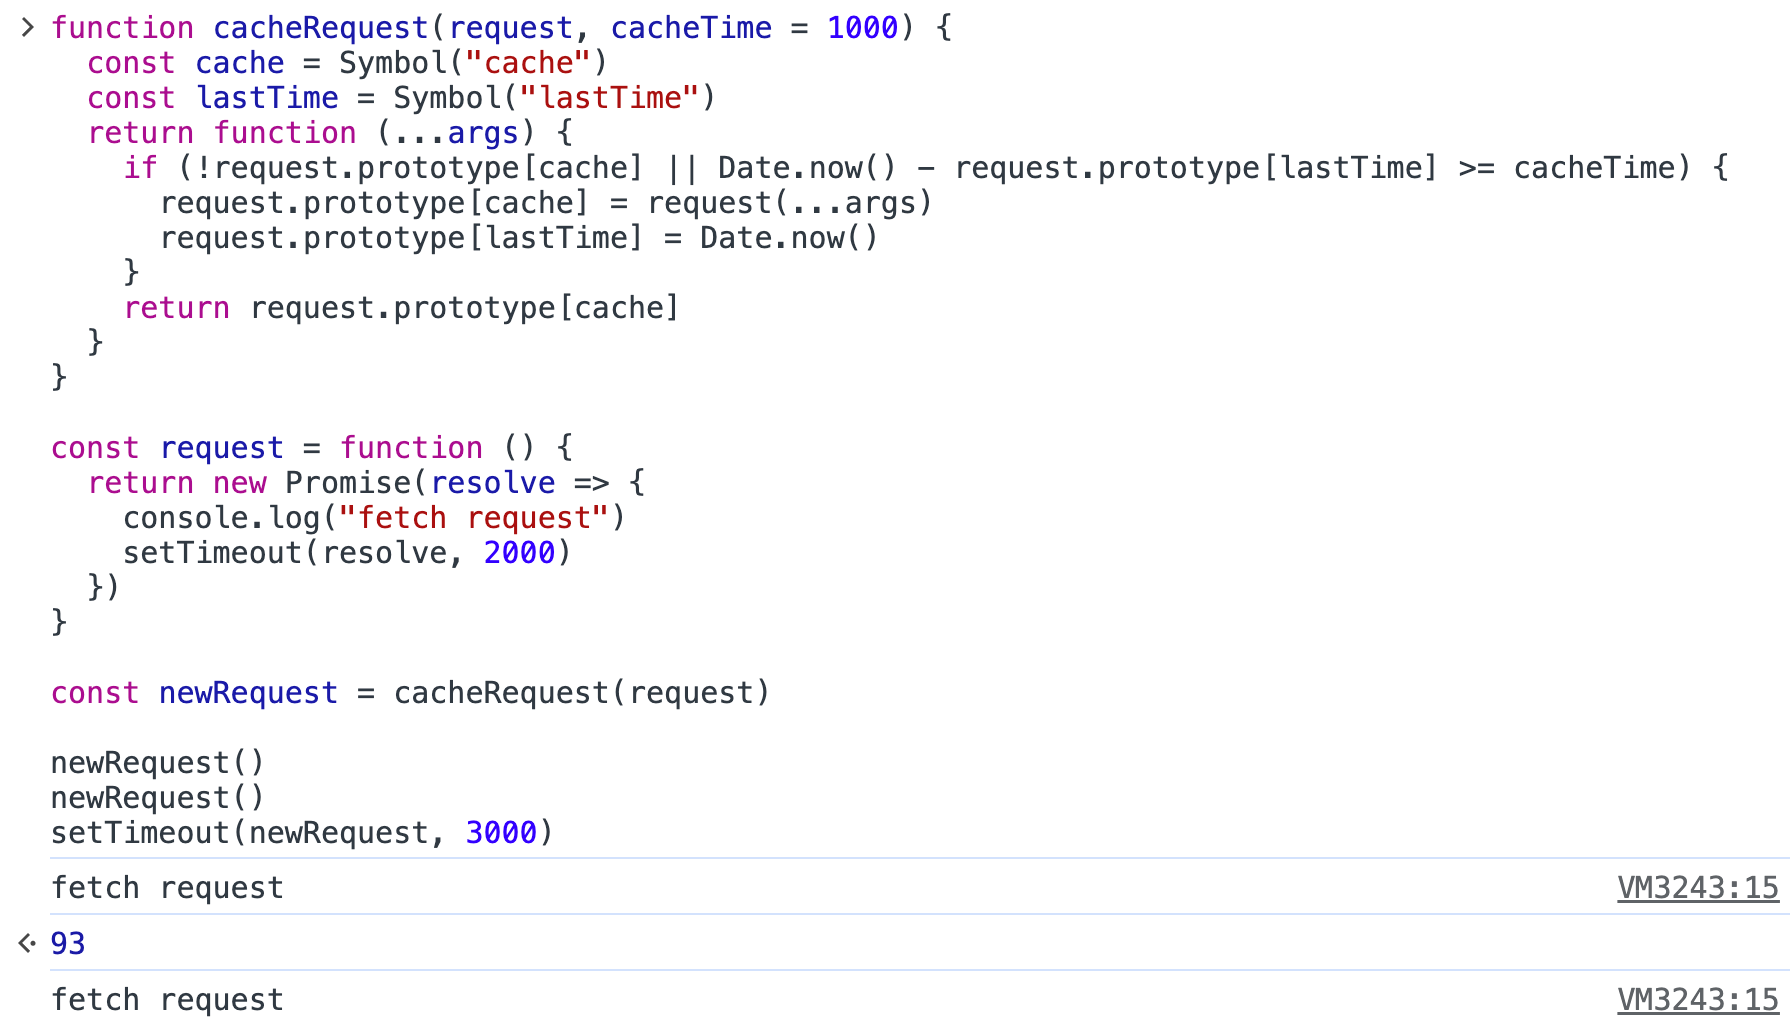 > function cacheRequest(request, cacheTime = 1000) {
  const cache = Symbol("cache")
  const lastTime = Symbol("lastTime")
  return function (...args) {
    if (!request.prototype[cache] || Date.now() - request.prototype[lastTime] >= cacheTime) {
      request.prototype[cache] = request(...args)
      request.prototype[lastTime] = Date.now()
    }
    return request.prototype[cache]
  }
}

const request = function () {
  return new Promise(resolve => {
    console.log("fetch request")
    setTimeout(resolve, 2000)
  })
}

const newRequest = cacheRequest(request)

newRequest()
newRequest()
setTimeout(newRequest, 3000)
fetch request VM3243:15
93
fetch request VM3243:15